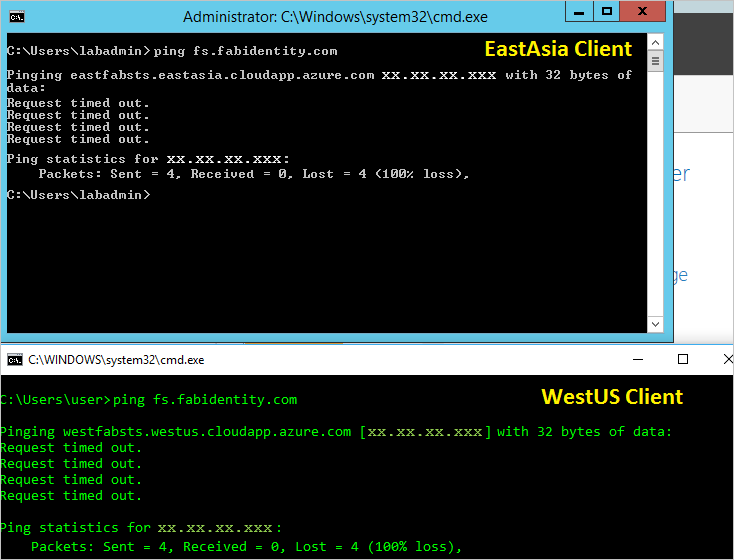 Administrator: C:\Windows\system32\cmd.exe
C:\Users\labadmin>ping fs.fabidentity.com
EastAsia Client
Pinging eastfabsts.eastasia.cloudapp.azure.com xx.xx.xx.xxx with 32 bytes of
data:
Request timed out.
Request timed out.
Request timed out.
Request timed out.
Ping statistics for xx.xx.xx.xxx:
Packets: Sent = 4, Received = 0, Lost = 4 (100% loss),
C:\Users\labadmin>
er
ge
C:\WINDOWS\system32\cmd.exe
C:\Users\user>ping fs.fabidentity.com
WestUS Client
Pinging westfabsts.westus.cloudapp.azure.com [xx.xx.xx.xxx] with 32 bytes of data:
Request timed out.
Request timed out.
Request timed out.
Request timed out.
Ping statistics for xx.xx.xx.xxx:
Packets: Sent = 4, Received = 0, Lost = 4 (100% loss),